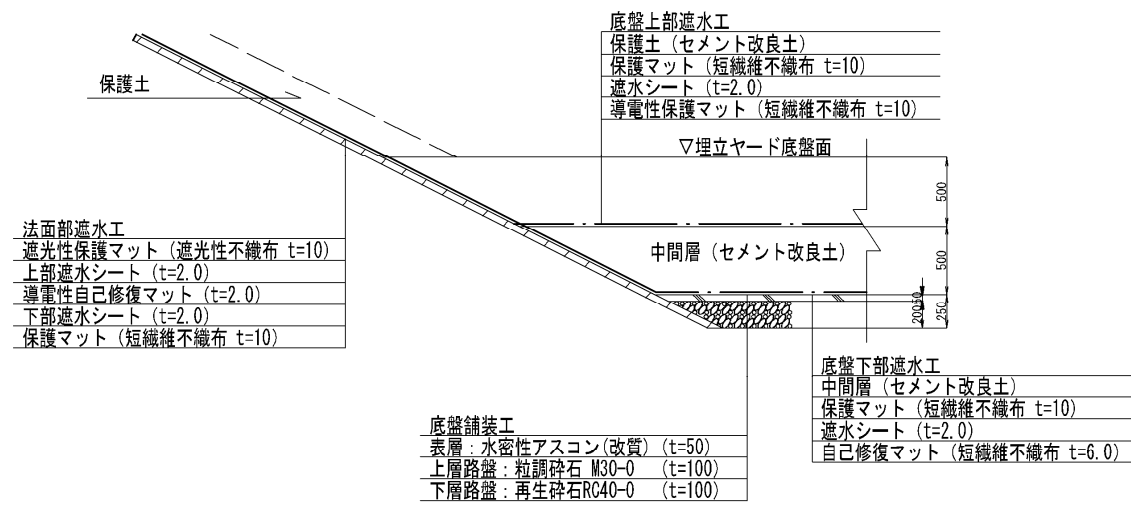 底盤上部遮水工
保護土（セメント改良土）
保護マット（短繊維不織布 t=10）
遮水シート（t=2.0）
導電性保護マット（短繊維不織布 t=10）
保護土
▽埋立ヤード底盤面
500
法面部遮水工
遮光性保護マット（遮光性不織布 t=10）
上部遮水シート（t=2.0）
導電性自己修復マット（t=2.0）
下部遮水シート（t=2.0）
保護マット（短繊維不織布 t=10）
中間層（セメント改良土）
500
50
200
250
底盤下部遮水工
中間層（セメント改良土）
保護マット（短繊維不織布 t=10）
遮水シート（t=2.0）
自己修復マット（短繊維不織布 t=6.0）
底盤舗装工
表層：水密性アスコン(改質)（t=50）
上層路盤：粒調砕石 M30-0 （t=100）
下層路盤：再生砕石RC40-0 （t=100）